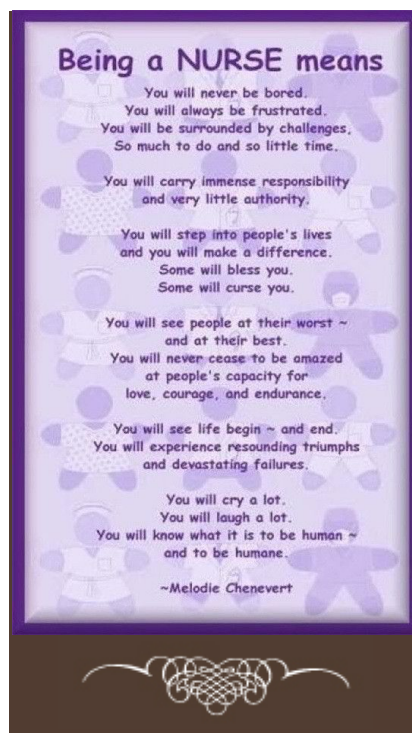 Being a NURSE means
You will never be bored.
You will always be frustrated.
You will be surrounded by challenges,
So much to do and so little time.
You will carry immense responsibility
and very little authority.
You will step into people's lives
and you will make a difference.
Some will bless you.
Some will curse you.
You will see people at their worst ~
and at their best.
You will never cease to be amazed
at people's capacity for
love, courage, and endurance.
You will see life begin ~ and end.
You will experience resounding triumphs
and devastating failures.
You will cry a lot.
You will laugh a lot.
You will know what it is to be human ~
and to be humane.
~Melodie Chenevert